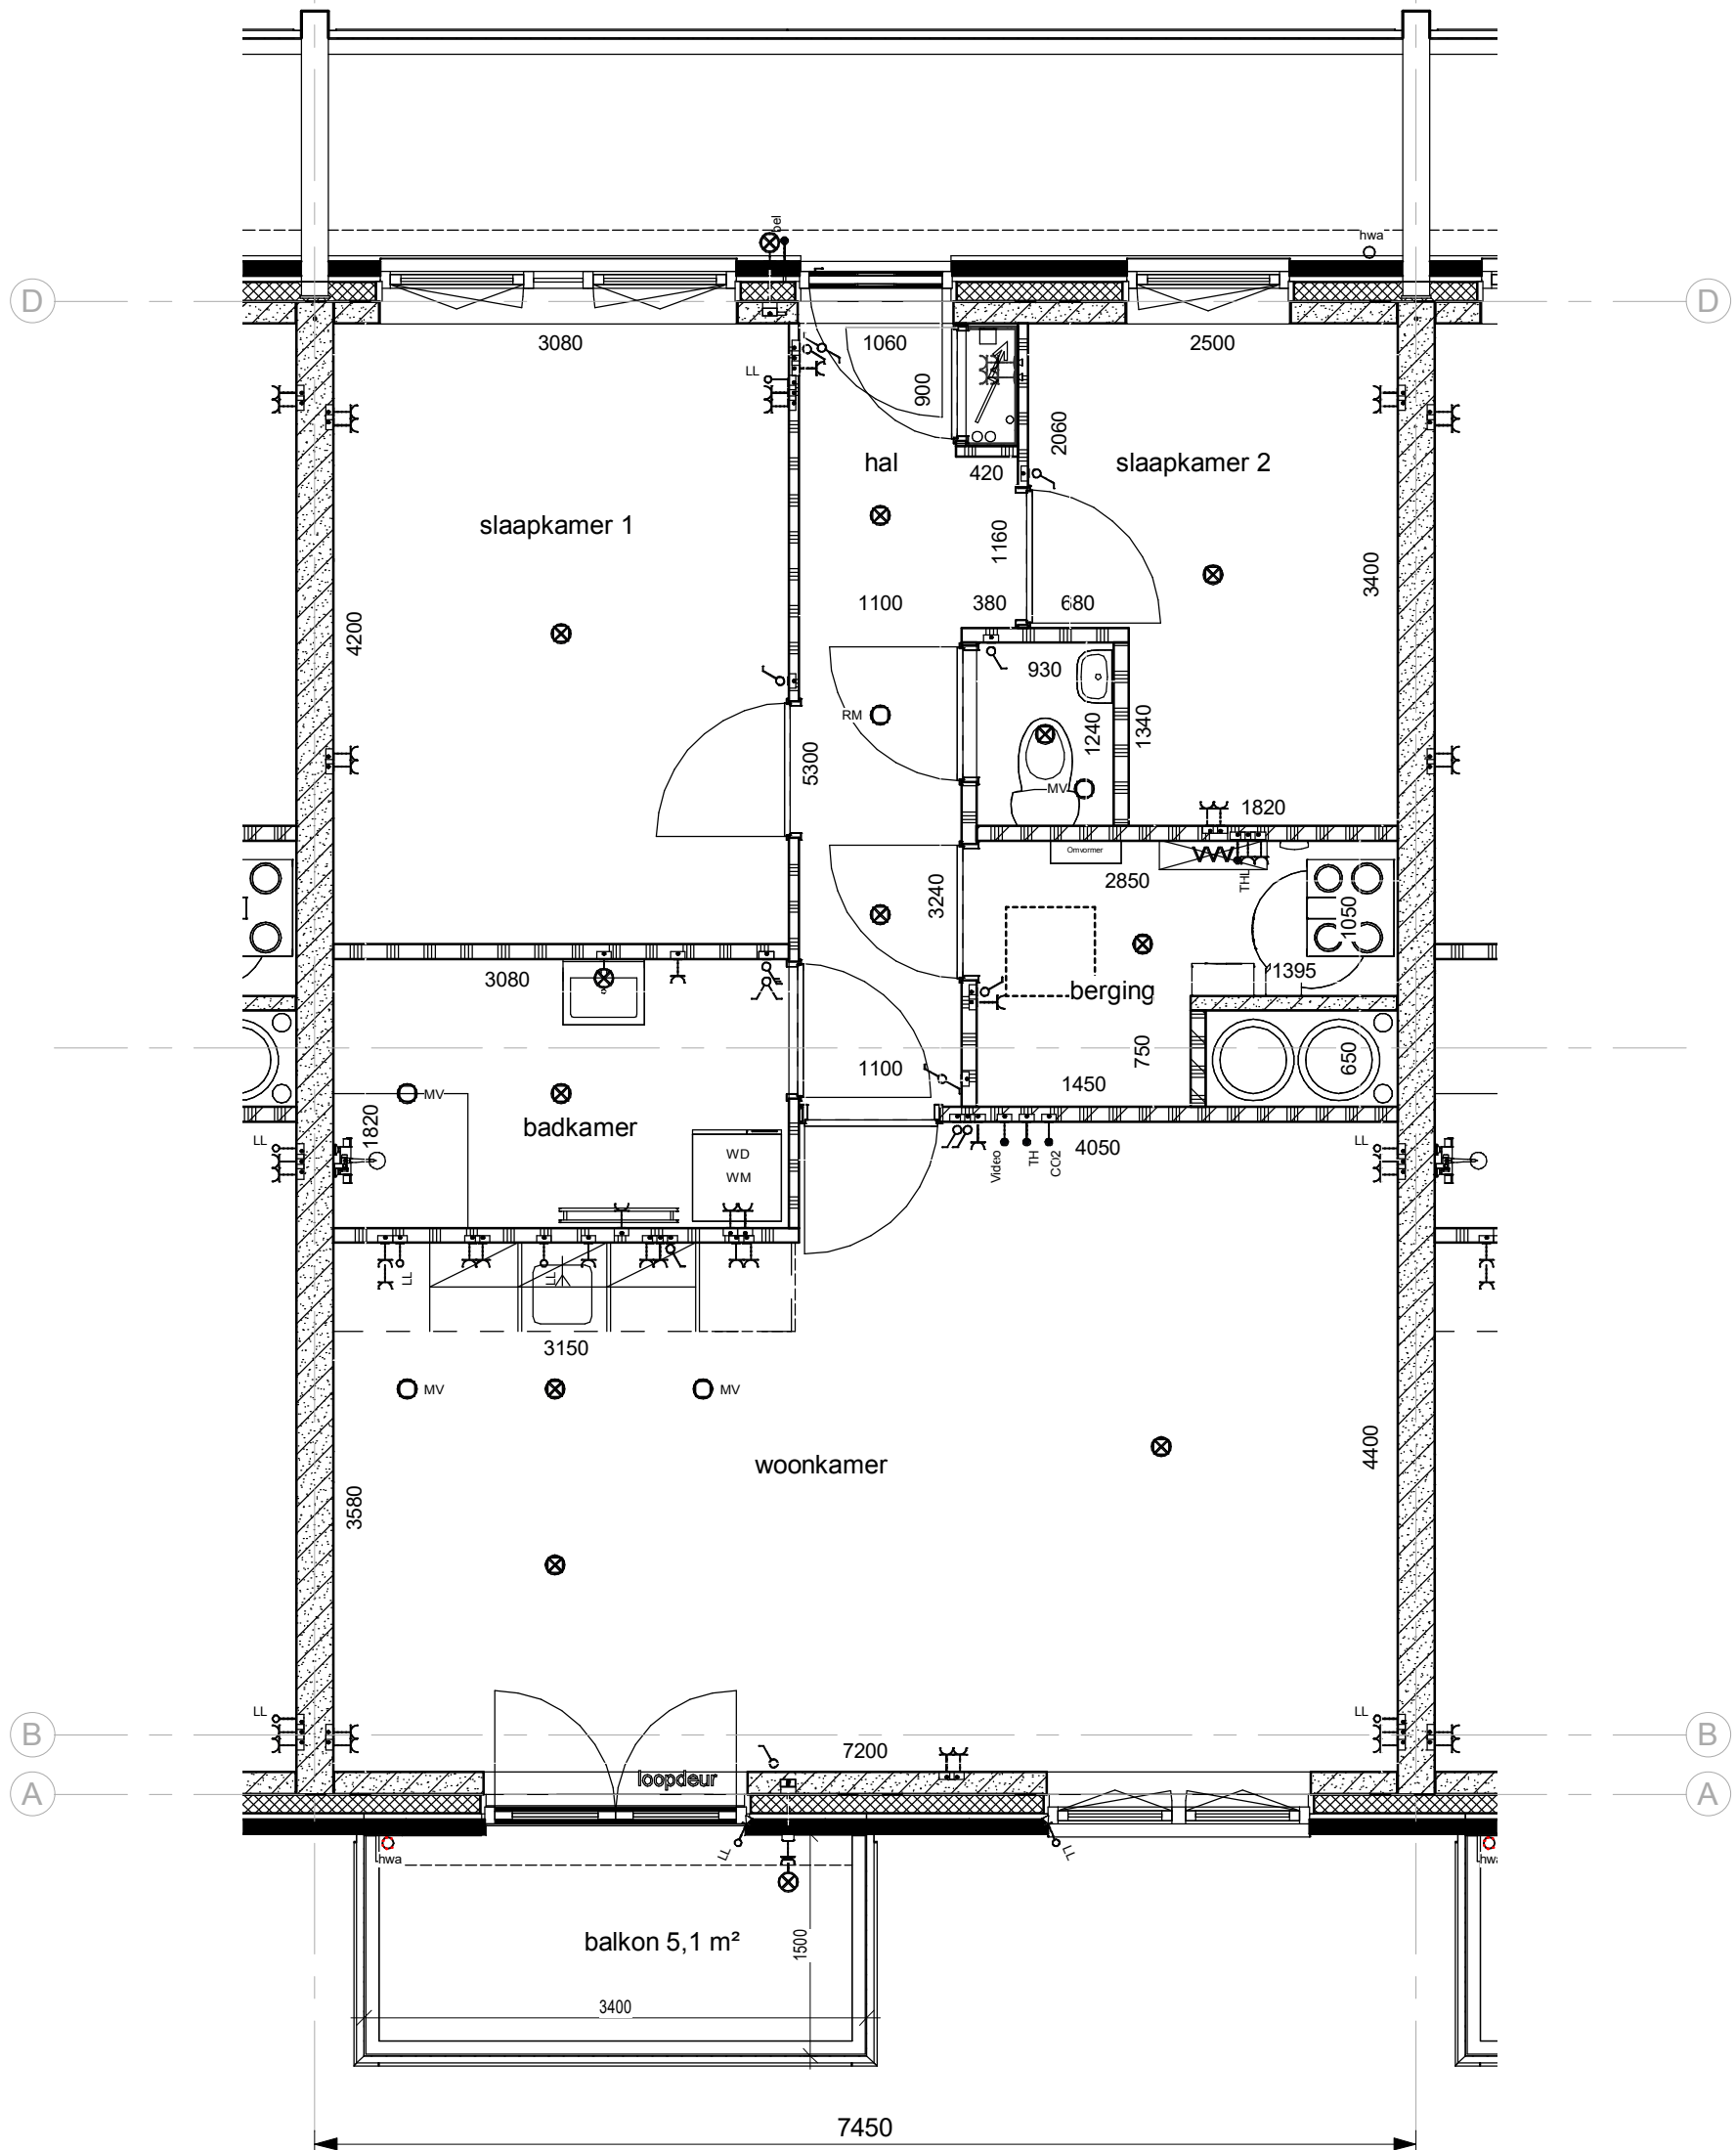 bel
hwa
D
D
3080
1060
2500
LL
900
2060
hal
slaapkamer 2
420
slaapkamer 1
1160
3400
1100
380
680
4200
930
RM
1240
1340
5300
MV
1820
Omvormer
2850
THL
3240
1050
3080
1395
berging
750
650
1100
1450
MV
badkamer
1820
LL
WD
WM
Video
TH
CO2
4050
LL
LL
LL
3150
MV
MV
woonkamer
4400
3580
LL
LL
B
B
7200
loopdeur
A
A
hwa
LL
LL
hwa
balkon 5,1 m²
1500
3400
7450